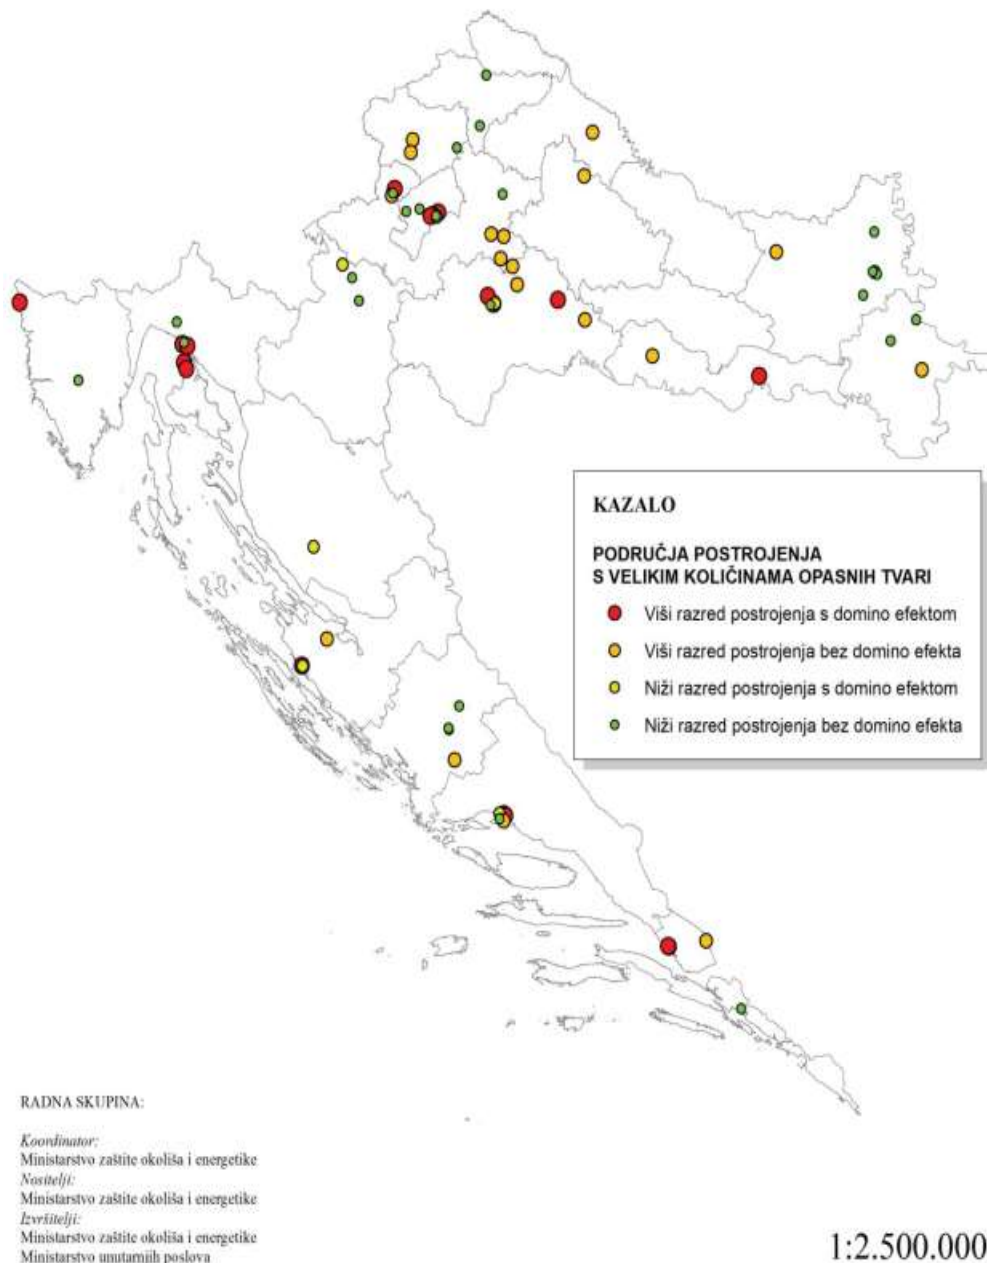 KAZALO
PODRUČJA POSTROJENJA
S VELIKIM KOLIČINAMA OPASNIH TVARI
Viši razred postrojenja s domino efektom
Viši razred postrojenja bez domino efekta
Niži razred postrojenja s domino efektom
Niži razred postrojenja bez domino efekta
RADNA SKUPINA:
Koordinator:
Ministarstvo zaštite okoliša i energetike
Nositelji:
Ministarstvo zaštite okoliša i energetike
Izvršitelji:
Ministarstvo zaštite okoliša i energetike
Ministarstvo unutarnjih poslova
1:2.500.000